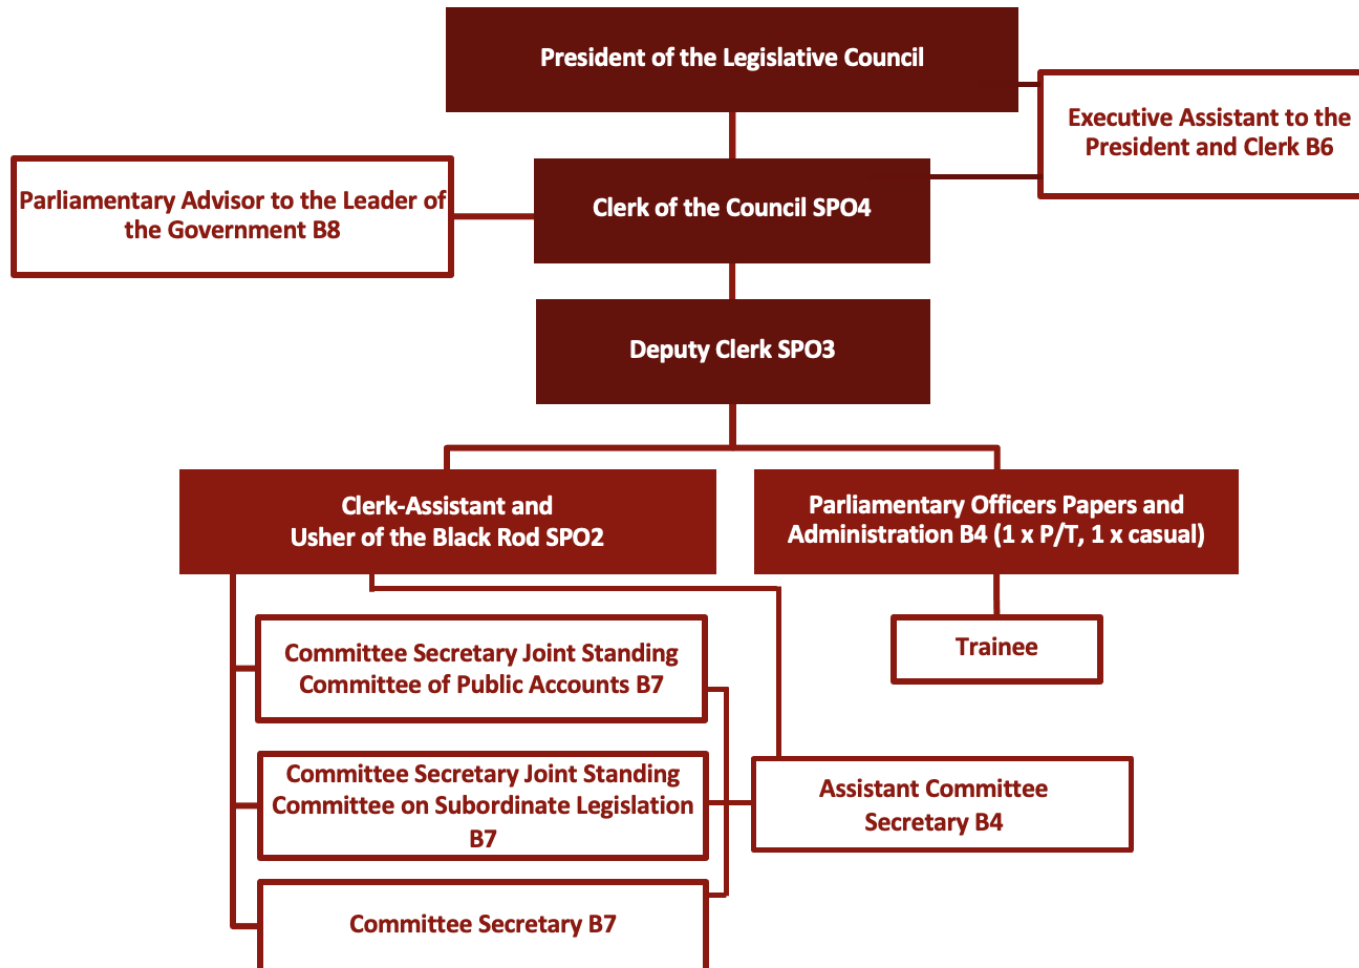 President of the Legislative Council
Executive Assistant to the
President and Clerk B6
Parliamentary Advisor to the Leader of
the Government B8
Clerk of the Council SPO4
Deputy Clerk SPO3
Clerk-Assistant and
Usher of the Black Rod SPO2
Parliamentary Officers Papers and
Administration B4 (1 x P/T, 1 x casual)
Trainee
Committee Secretary Joint Standing
Committee of Public Accounts B7
Committee Secretary Joint Standing
Committee on Subordinate Legislation
B7
Assistant Committee
Secretary B4
Committee Secretary B7